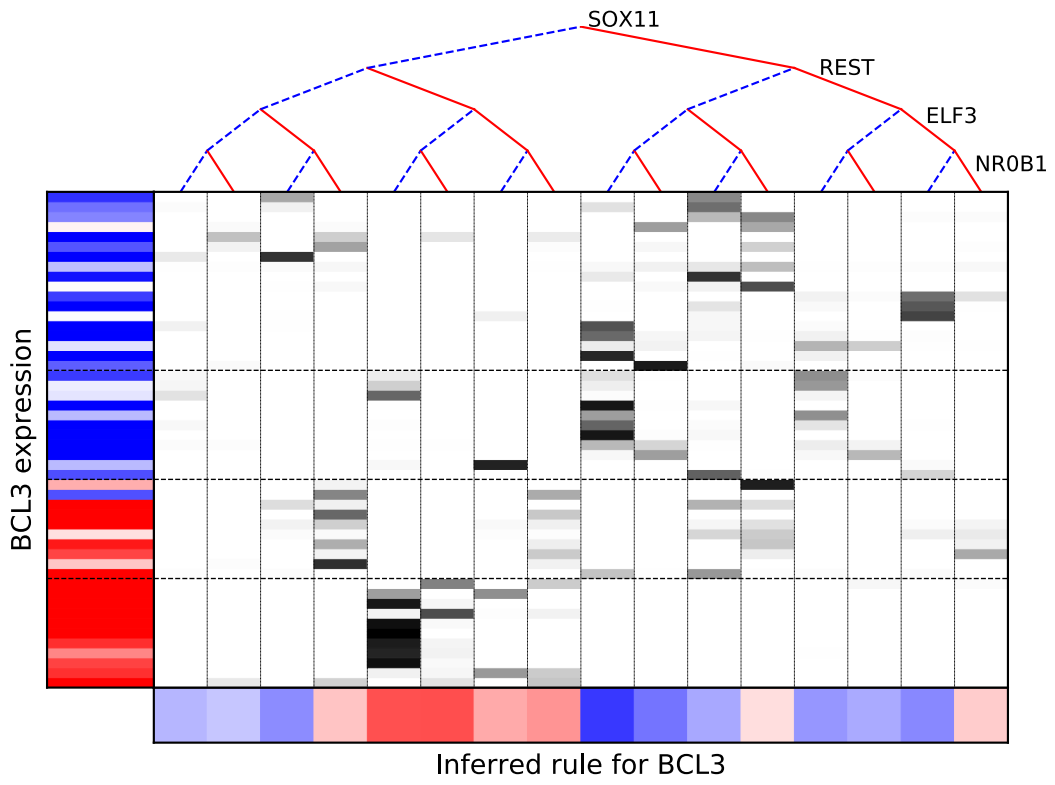 SOX11
REST
ELF3
NR0B1
BCL3 expression
Inferred rule for BCL3